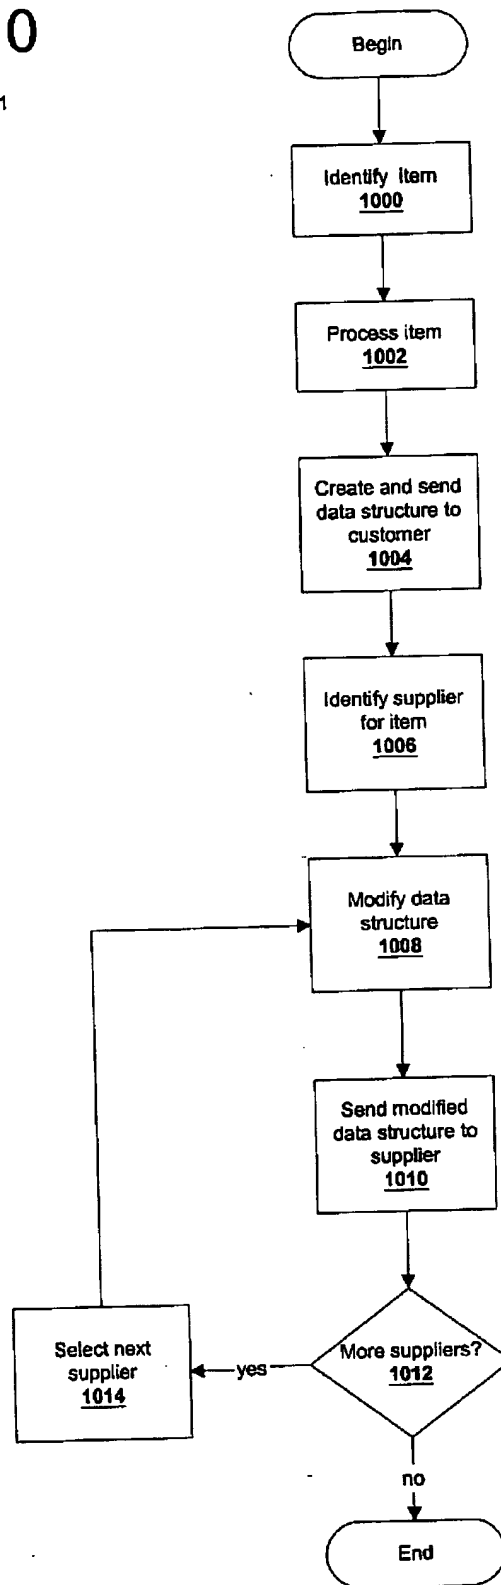 0
1
Begin
Identify item
1000
Process item
1002
Create and send
data structure to
customer
1004
Identify supplier
for item
1006
Modify data
structure
1008
Send modified
data structure to
supplier
1010
More suppliers?
1012
yes
Select next
supplier
1014
no
End